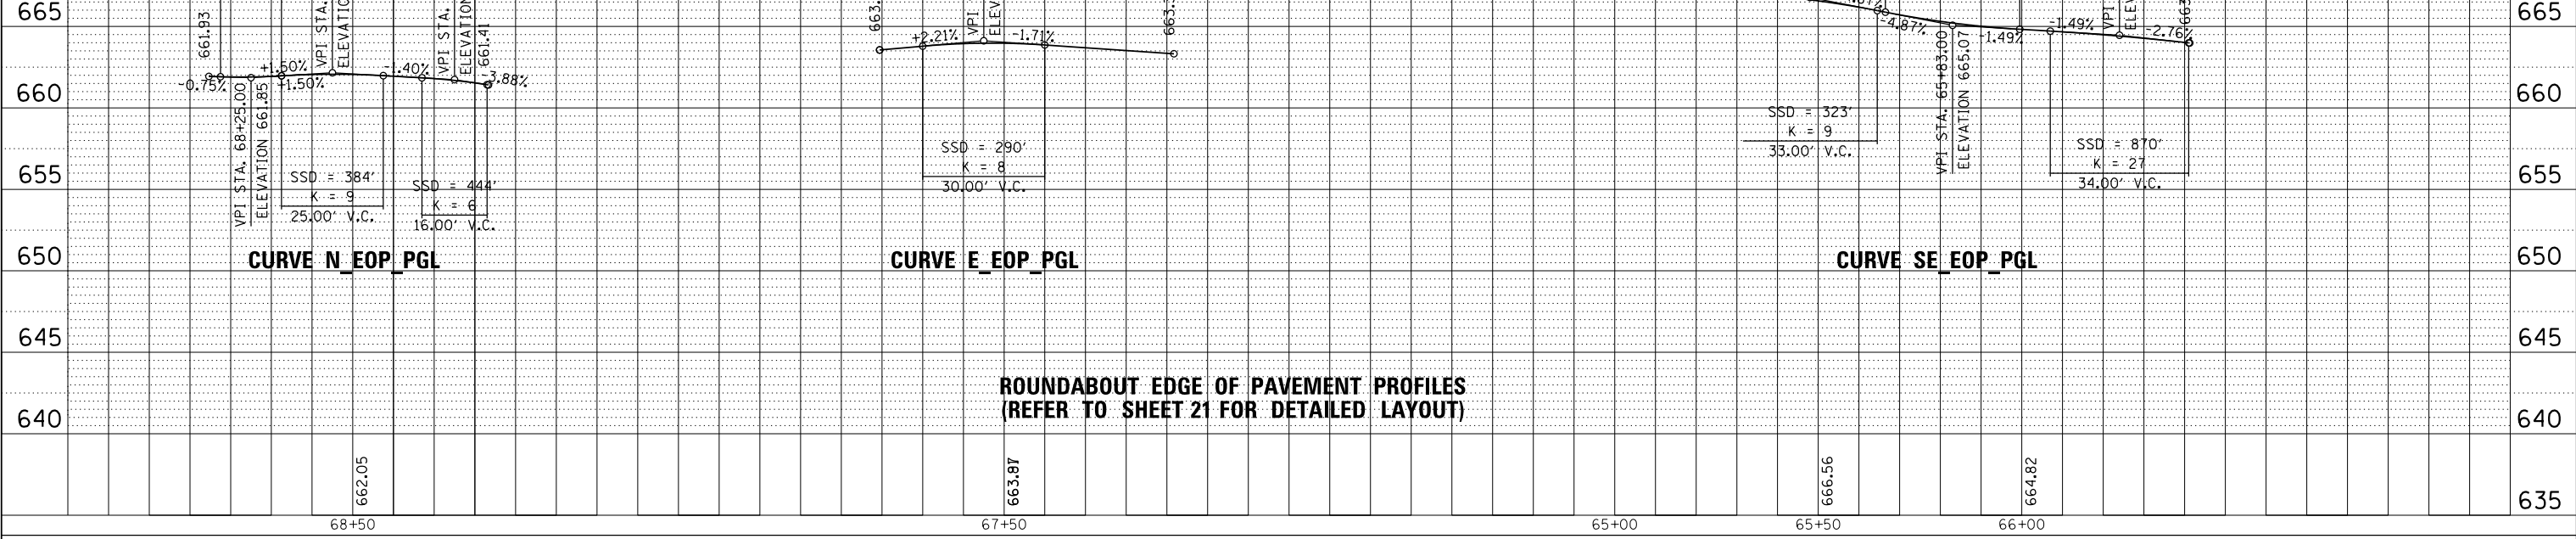 665
661.93
VPI STA.
ELEVATIO
VPI STA.
ELEVATION
661.41
-0.75%
+1.50%
+1.50%
-1.40%
-3.88%
VPI STA. 68+25.00
ELEVATION 661.85
SSD = 384'
K = 9
25.00' V.C.
SSD = 444'
K = 6
16.00' V.C.
CURVE N_EOP_PGL
663.
+2.21%
VPI
ELEV
-1.71%
663.
SSD = 290'
K = 8
30.00' V.C.
CURVE E_EOP_PGL
-4.87%
-1.49%
-1.49%
VPI
ELEV
-2.76%
663
VPI STA. 65+83.00
ELEVATION 665.07
SSD = 323'
K = 9
33.00' V.C.
SSD = 870'
K = 27
34.00' V.C.
CURVE SE_EOP_PGL
665
660
660
655
655
650
650
645
645
640
640
635
ROUNDABOUT EDGE OF PAVEMENT PROFILES
(REFER TO SHEET 21 FOR DETAILED LAYOUT)
662.05
666.56
664.82
68+50
67+50
65+00
65+50
66+00